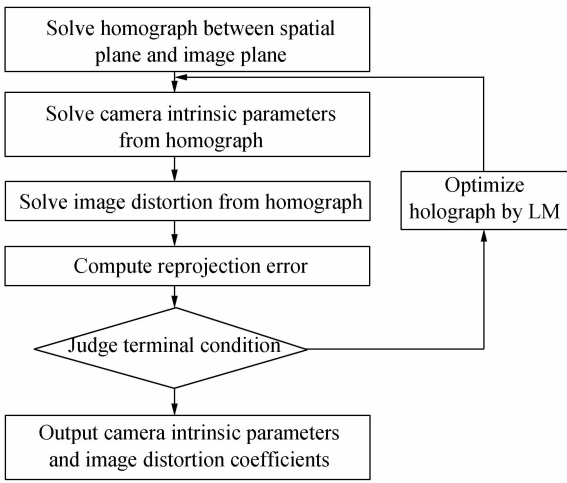 Solve homograph between spatial
plane and image plane
Solve camera intrinsic parameters
from homograph
Solve image distortion from homograph
Optimize
holograph by LM
Compute reprojection error
Judge terminal condition
Output camera intrinsic parameters
and image distortion coefficients